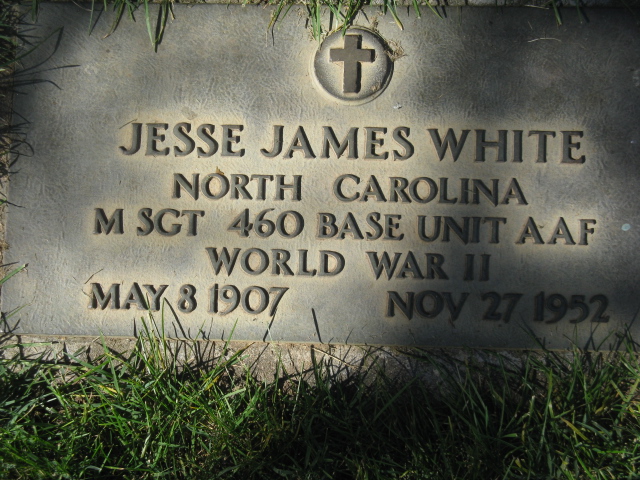 JESSE JAMES WHITE
NORTH CAROLINA
M SGT 460 BASE UNIT AAF
WORLD WAR II
MAY 8 1907 NOV 27 1952